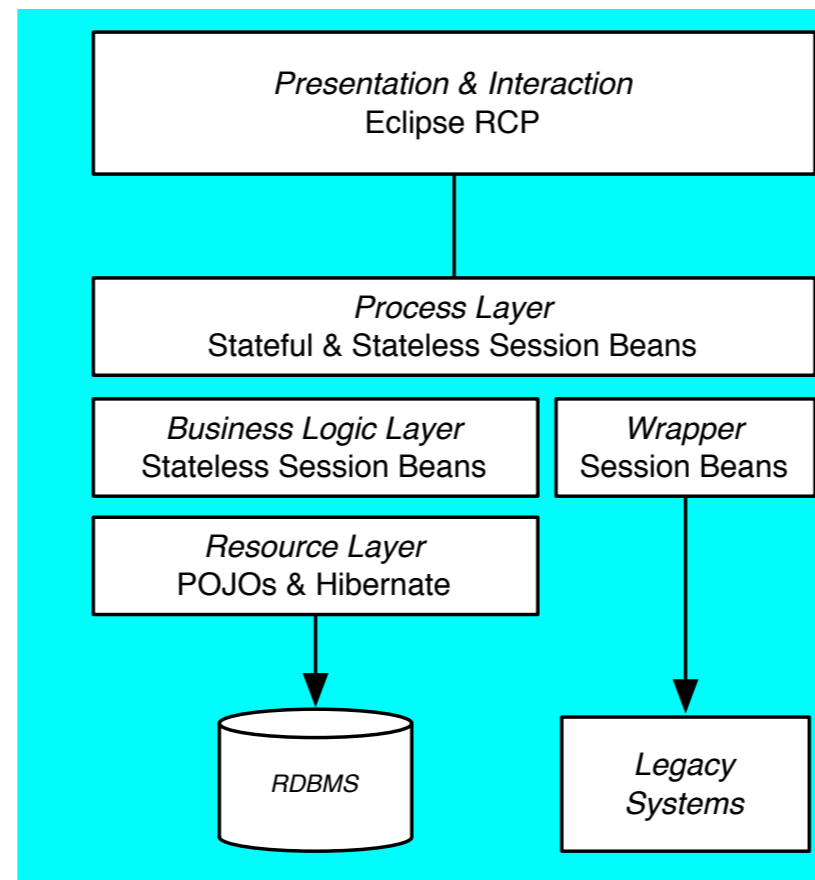 Presentation & Interaction
Eclipse RCP
Process Layer
Stateful & Stateless Session Beans
Business Logic Layer
Stateless Session Beans
Wrapper
Session Beans
Resource Layer
POJOs & Hibernate
RDBMS
Legacy
Systems